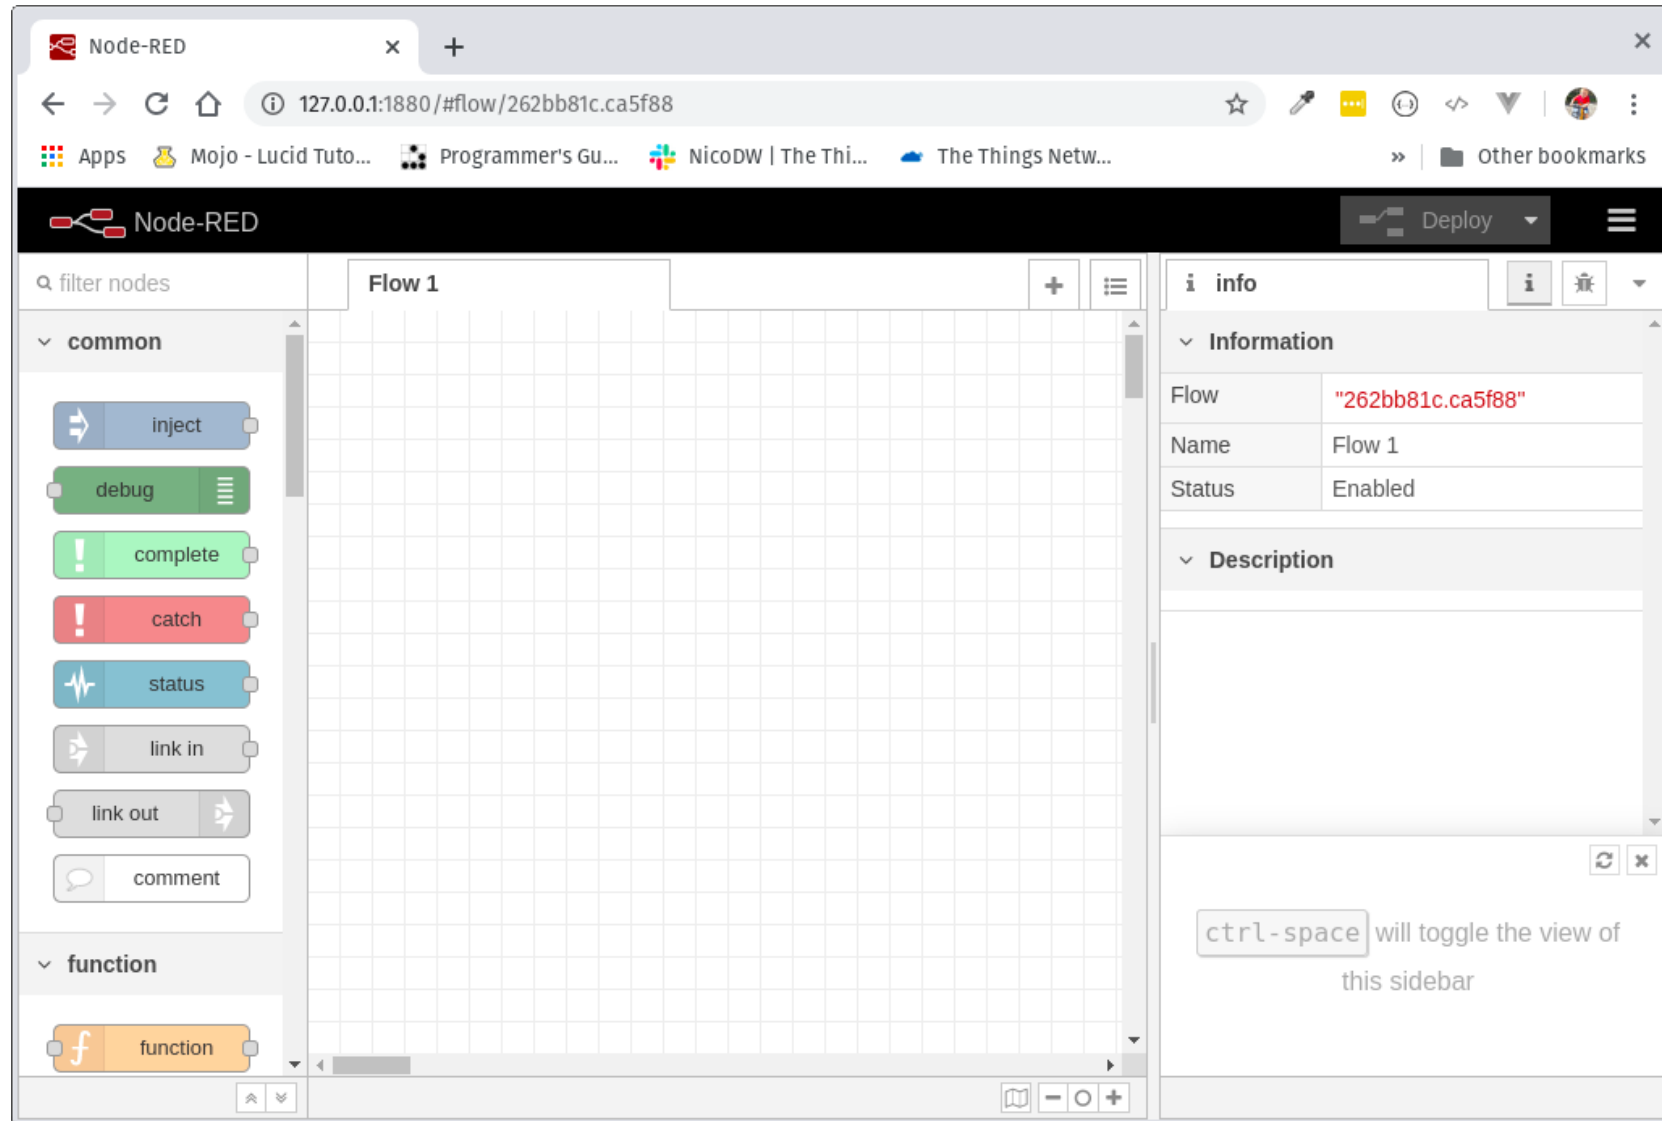 Node-RED
127.0.0.1:1880/#flow/262bb81c.ca5f88
Apps Mojo - Lucid Tuto... Programmer's Gu... NicoDW | The Thi... The Things Netw... » Other bookmarks
Node-RED Deploy
filter nodes
Flow 1
info
common
inject
debug
complete
catch
status
link in
link out
comment
function
function
Information
Flow "262bb81c.ca5f88"
Name Flow 1
Status Enabled
Description
ctrl-space will toggle the view of
this sidebar